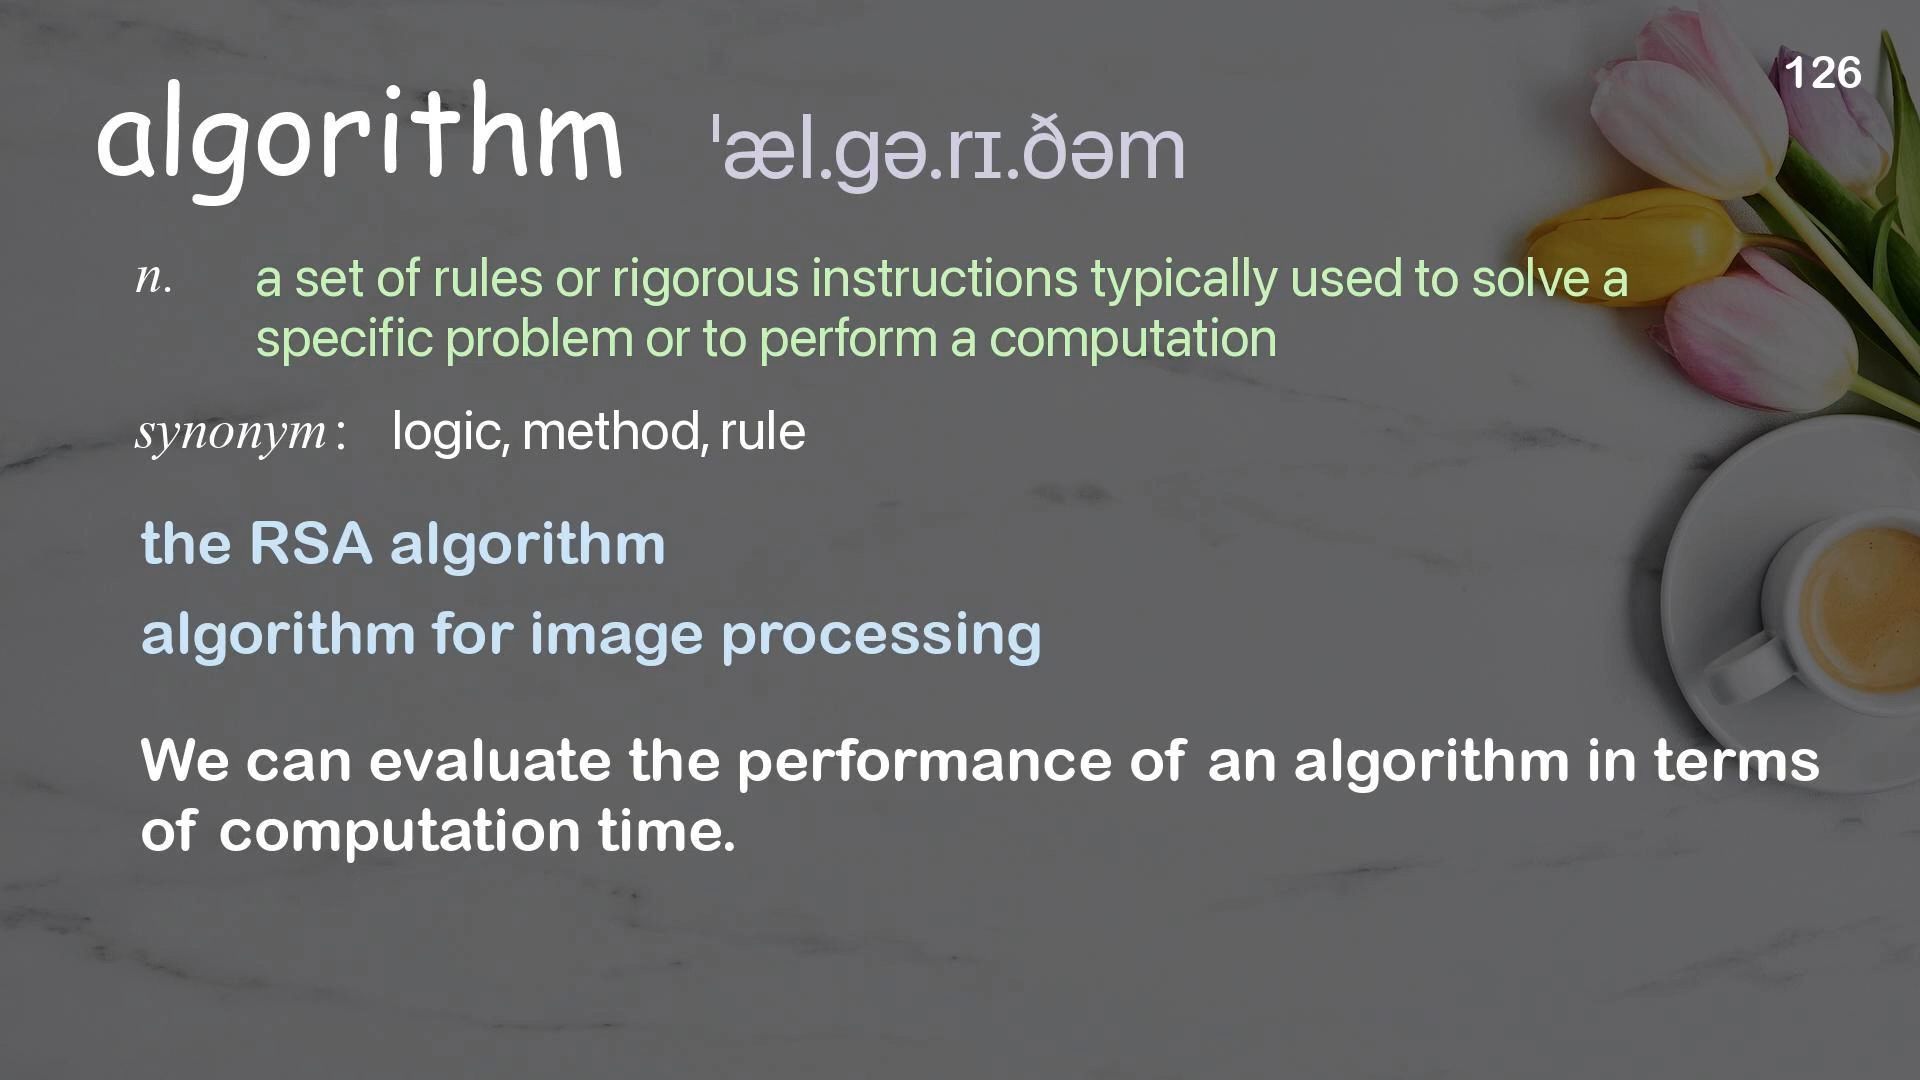 126
algorithm ˈæl.gə.rɪ.ðəm
n. a set of rules or rigorous instructions typically used to solve a
specific problem or to perform a computation
synonym: logic, method, rule
the RSA algorithm
algorithm for image processing
We can evaluate the performance of an algorithm in terms
of computation time.